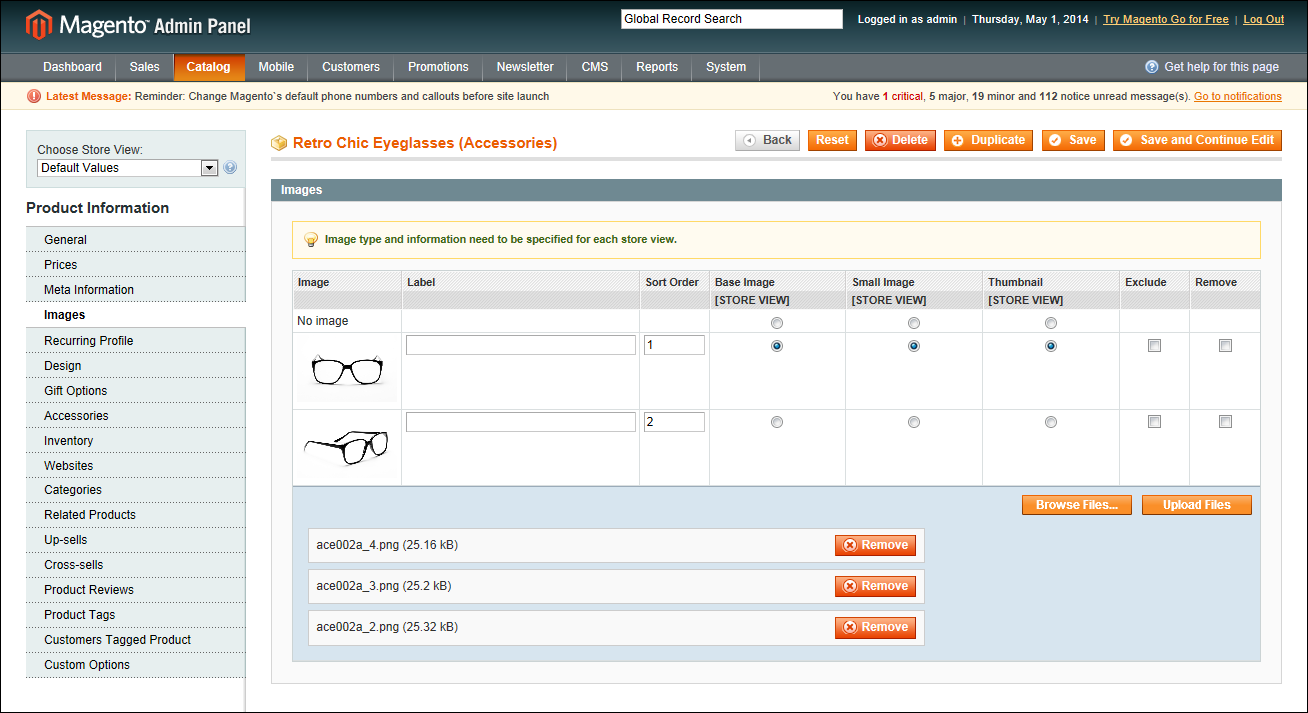 Magento™ Admin Panel
Global Record Search
Logged in as admin | Thursday, May 1, 2014 | Try Magento Go for Free | Log Out
Dashboard Sales Catalog Mobile Customers Promotions Newsletter CMS Reports System
Get help for this page
Latest Message: Reminder: Change Magento`s default phone numbers and callouts before site launch
You have 1 critical, 5 major, 19 minor and 112 notice unread message(s). Go to notifications
Choose Store View:
Default Values
Product Information
General
Prices
Meta Information
Images
Recurring Profile
Design
Gift Options
Accessories
Inventory
Websites
Categories
Related Products
Up-sells
Cross-sells
Product Reviews
Product Tags
Customers Tagged Product
Custom Options
Retro Chic Eyeglasses (Accessories)
Back Reset Delete Duplicate Save Save and Continue Edit
Images
Image type and information need to be specified for each store view.
Image Label Sort Order Base Image Small Image Thumbnail Exclude Remove
[STORE VIEW] [STORE VIEW] [STORE VIEW]
No image
1
2
Browse Files... Upload Files
ace002a_4.png (25.16 kB) Remove
ace002a_3.png (25.2 kB) Remove
ace002a_2.png (25.32 kB) Remove